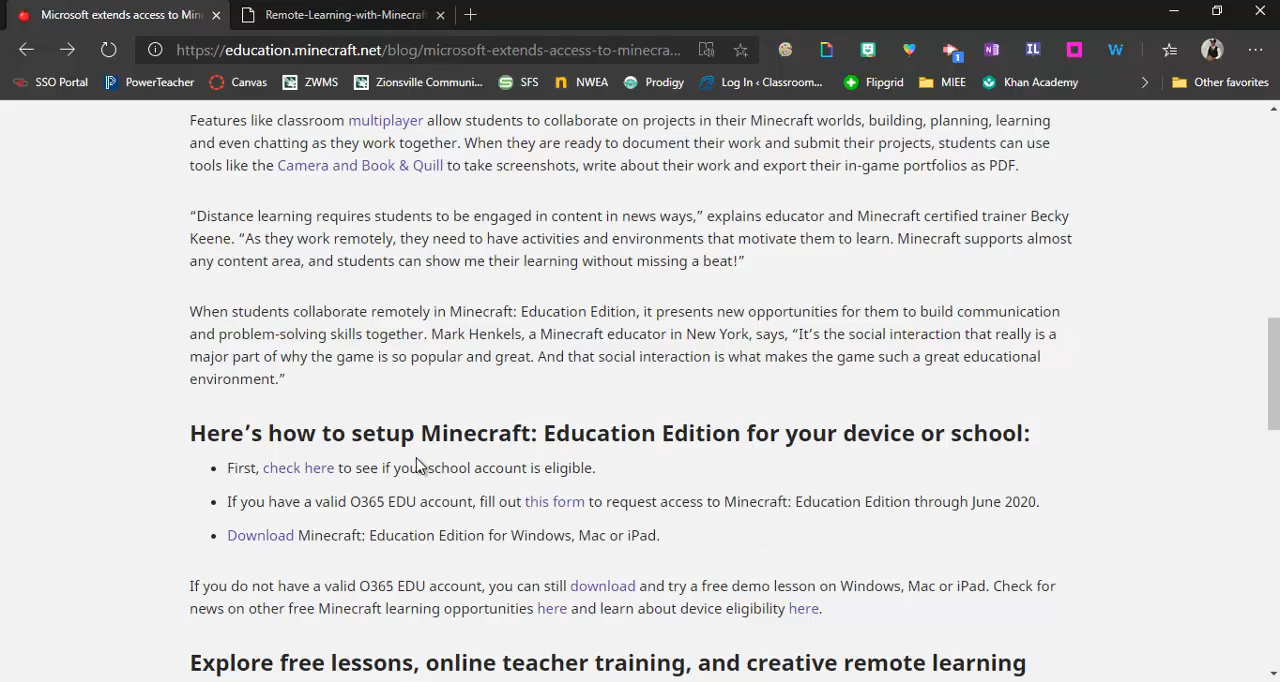 Microsoft extends access to Min
Remote-Learning-with-Minecraf
https://education.minecraft.net/blog/microsoft-extends-access-to-minecra...
1
IL
W
SSO Portal
PowerTeacher
Canvas
ZWMS
Zionsville Communi...
SFS
NWEA
Prodigy
Log In ‹ Classroom...
Flipgrid
MIEE
Khan Academy
Other favorites
Features like classroom multiplayer allow students to collaborate on projects in their Minecraft worlds, building, planning, learning
and even chatting as they work together. When they are ready to document their work and submit their projects, students can use
tools like the Camera and Book & Quill to take screenshots, write about their work and export their in-game portfolios as PDF.
“Distance learning requires students to be engaged in content in news ways,” explains educator and Minecraft certified trainer Becky
Keene. “As they work remotely, they need to have activities and environments that motivate them to learn. Minecraft supports almost
any content area, and students can show me their learning without missing a beat!”
When students collaborate remotely in Minecraft: Education Edition, it presents new opportunities for them to build communication
and problem-solving skills together. Mark Henkels, a Minecraft educator in New York, says, “It’s the social interaction that really is a
major part of why the game is so popular and great. And that social interaction is what makes the game such a great educational
environment.”
Here’s how to setup Minecraft: Education Edition for your device or school:
• First, check here to see if your school account is eligible.
• If you have a valid O365 EDU account, fill out this form to request access to Minecraft: Education Edition through June 2020.
• Download Minecraft: Education Edition for Windows, Mac or iPad.
If you do not have a valid O365 EDU account, you can still download and try a free demo lesson on Windows, Mac or iPad. Check for
news on other free Minecraft learning opportunities here and learn about device eligibility here.
Explore free lessons, online teacher training, and creative remote learning